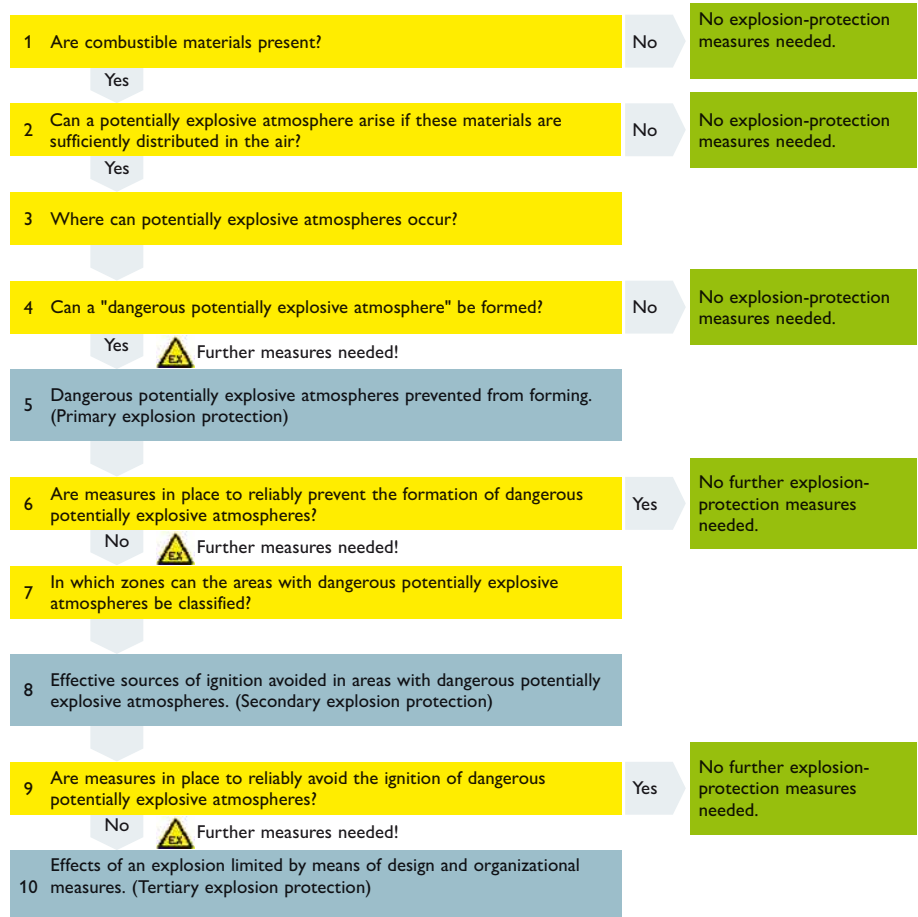 1 Are combustible materials present?
No
No explosion-protection
measures needed.
Yes
2 Can a potentially explosive atmosphere arise if these materials are
sufficiently distributed in the air?
No
No explosion-protection
measures needed.
Yes
3 Where can potentially explosive atmospheres occur?
4 Can a "dangerous potentially explosive atmosphere" be formed?
No
No explosion-protection
measures needed.
Yes
EX Further measures needed!
5 Dangerous potentially explosive atmospheres prevented from forming.
(Primary explosion protection)
6 Are measures in place to reliably prevent the formation of dangerous
potentially explosive atmospheres?
Yes
No further explosion-
protection measures
needed.
No
EX Further measures needed!
7 In which zones can the areas with dangerous potentially explosive
atmospheres be classified?
8 Effective sources of ignition avoided in areas with dangerous potentially
explosive atmospheres. (Secondary explosion protection)
9 Are measures in place to reliably avoid the ignition of dangerous
potentially explosive atmospheres?
Yes
No further explosion-
protection measures
needed.
No
EX Further measures needed!
Effects of an explosion limited by means of design and organizational
10 measures. (Tertiary explosion protection)